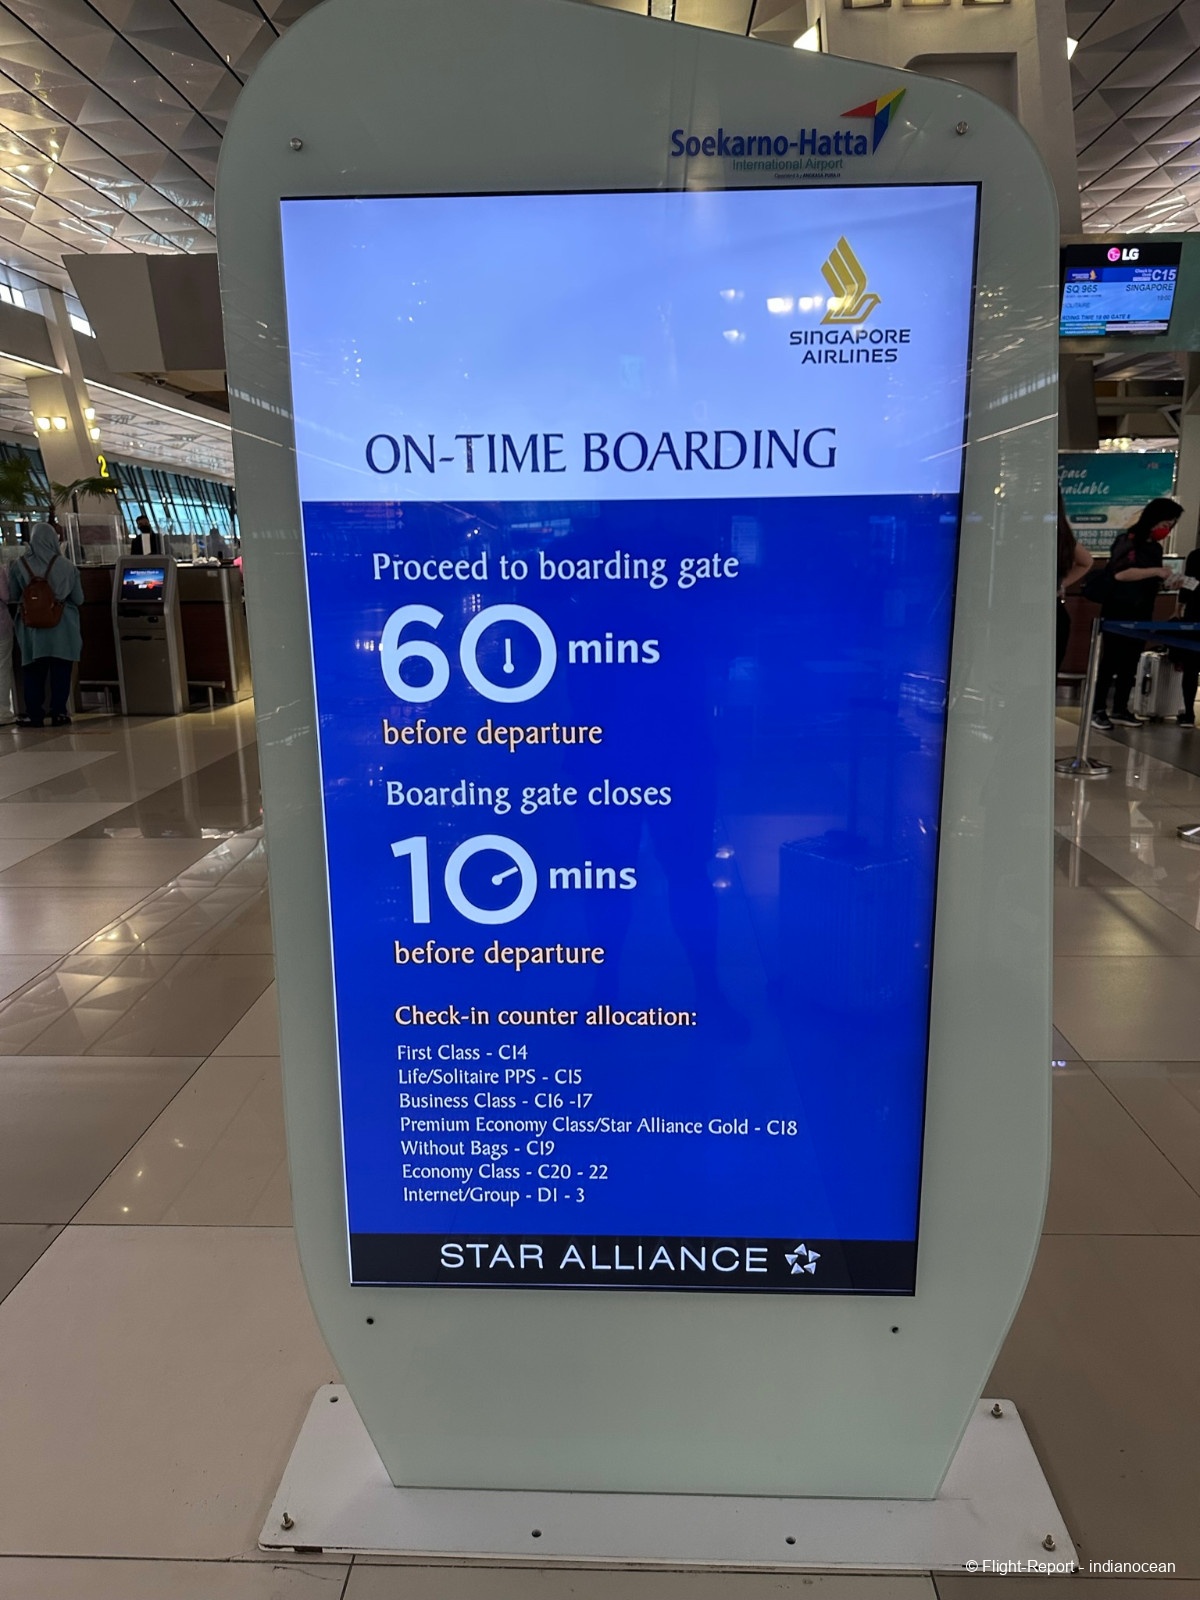 Soekarno-Hatta
International Airport
SINGAPORE
AIRLINES
ON-TIME BOARDING
Proceed to boarding gate
60 mins
before departure
Boarding gate closes
10 mins
before departure
Check-in counter allocation:
First Class - C14
Life/Solitaire PPS - C15
Business Class - C16 -17
Premium Economy Class/Star Alliance Gold - C18
Without Bags - C19
Economy Class - C20 - 22
Internet/Group - D1 - 3
STAR ALLIANCE
LG
C15
SQ 965 SINGAPORE
2
© Flight-Report - indianocean